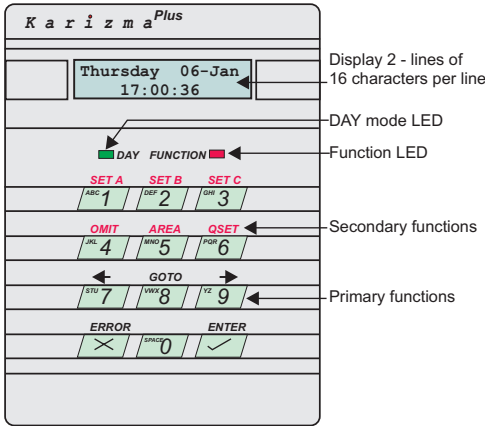 Karizma Plus
Thursday 06-Jan
17:00:36
Display 2 - lines of
16 characters per line
DAY mode LED
DAY FUNCTION
Function LED
SET A SET B SET C
ABC 1 DEF 2 GHI 3
OMIT AREA QSET
Secondary functions
JKL 4 MNO 5 PQR 6
GOTO
STU 7 VWX 8 YZ 9
Primary functions
ERROR ENTER
SPACE 0